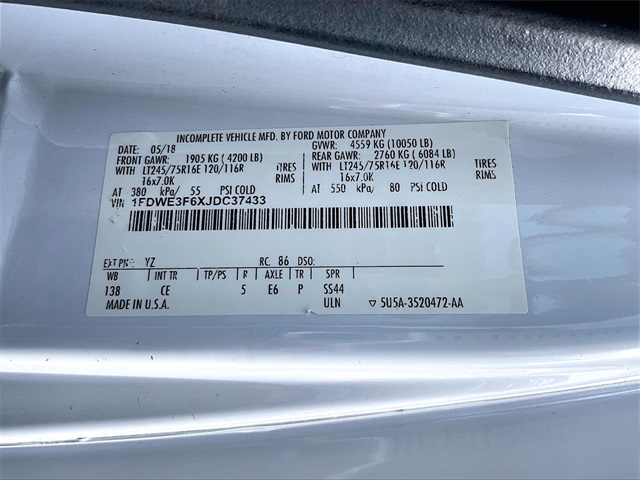 INCOMPLETE VEHICLE MFD. BY FORD MOTOR COMPANY
DATE: 05/18 GVWR: 4559 KG (10050 LB)
FRONT GAWR: 1905 KG ( 4200 LB) REAR GAWR: 2760 KG ( 6084 LB)
WITH LT245/75R16E 120/116R TIRES WITH LT245/75R16E 120/116R TIRES
16x7.0K RIMS 16x7.0K RIMS
AT 380 kPa/ 55 PSI COLD AT 550 kPa/ 80 PSI COLD
VIN: 1FDWE3F6XJDC37433
EXT PNT: YZ RC: 86 DSO:
WB INT TR TP/PS R AXLE TR SPR
138 CE 5 E6 P SS44
MADE IN U.S.A. ULN ▽ 5U5A-3520472-AA